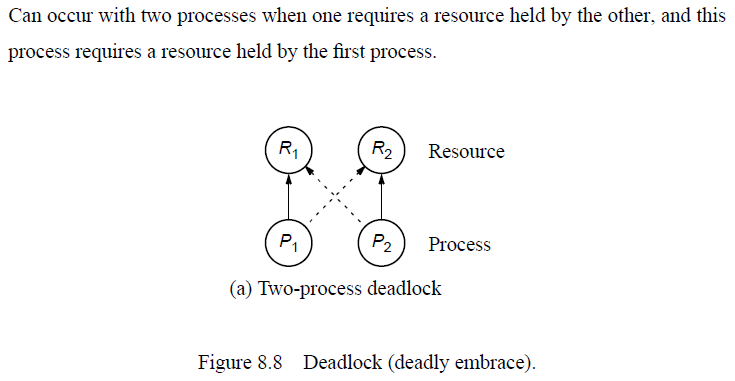 Can occur with two processes when one requires a resource held by the other, and this
process requires a resource held by the first process.
R1 R2 Resource
P1 P2 Process
(a) Two-process deadlock
Figure 8.8 Deadlock (deadly embrace).